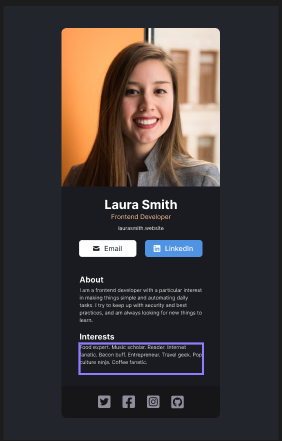 Laura Smith
Frontend Developer
laurasmith.website
Email
LinkedIn
About
I am a frontend developer with a particular interest
in making things simple and automating daily
tasks. I try to keep up with security and best
practices, and am always looking for new things to
learn.
Interests
Food expert. Music scholar. Reader. Internet
fanatic. Bacon buff. Entrepreneur. Travel geek. Pop
culture ninja. Coffee fanatic.